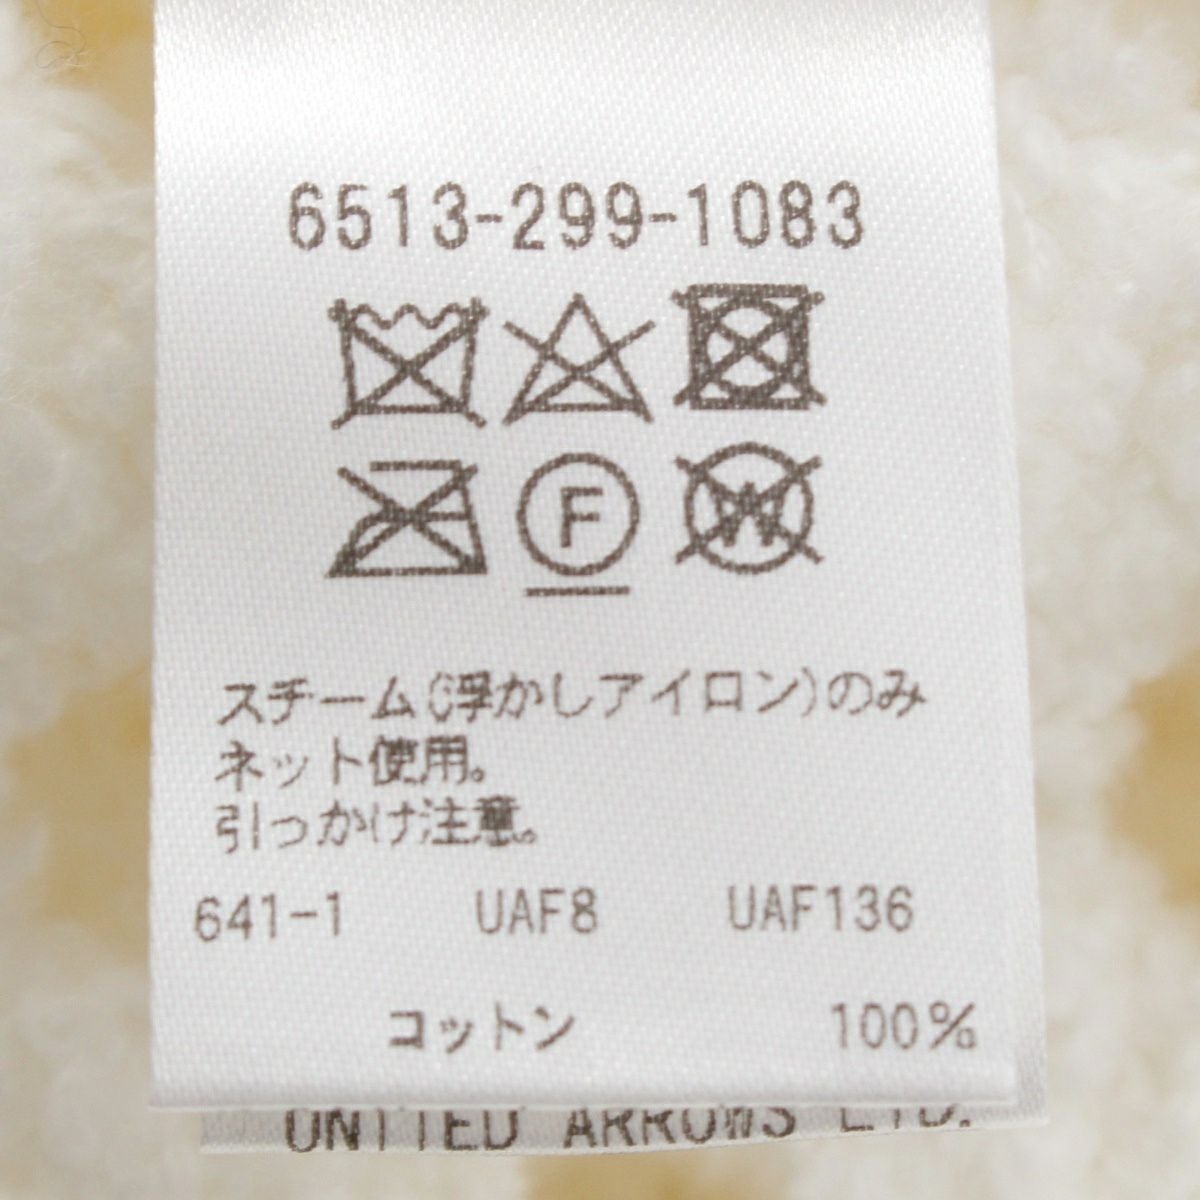 6513-299-1083
F W
スチーム(浮かしアイロン)のみ
ネット使用。
引っかけ注意。
641-1 UAF8 UAF136
コットン 100%
UNITED ARROWS LTD.